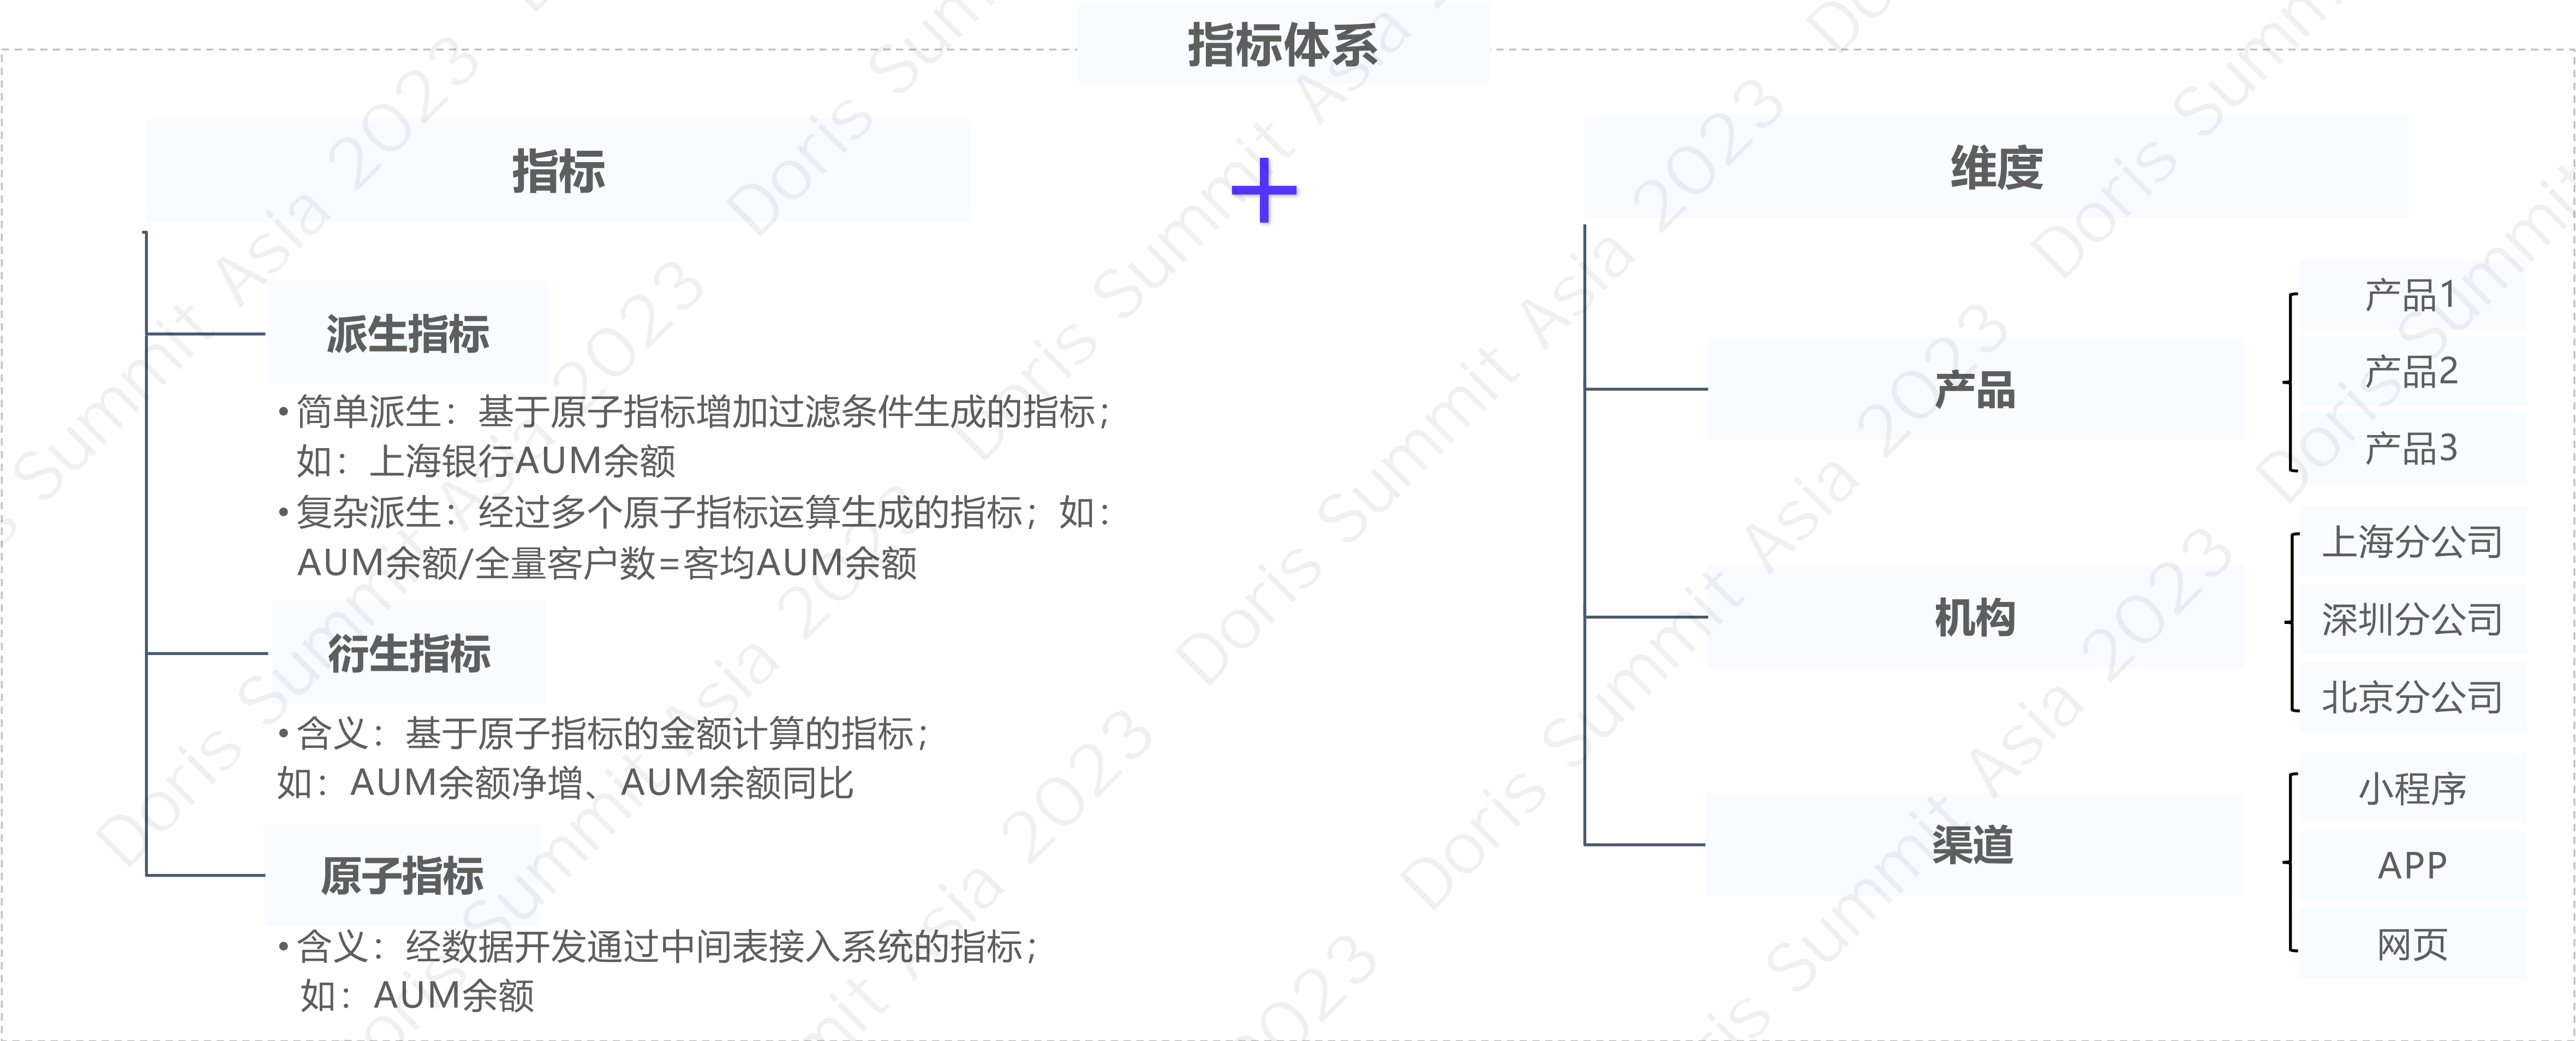 指标体系
指标
+
维度
派生指标
•简单派生：基于原子指标增加过滤条件生成的指标；
如：上海银行AUM余额
•复杂派生：经过多个原子指标运算生成的指标；如：
AUM余额/全量客户数=客均AUM余额
衍生指标
•含义：基于原子指标的金额计算的指标；
如：AUM余额净增、AUM余额同比
原子指标
•含义：经数据开发通过中间表接入系统的指标；
如：AUM余额
产品
产品1
产品2
产品3
机构
上海分公司
深圳分公司
北京分公司
渠道
小程序
APP
网页
Doris Summit Asia 2023